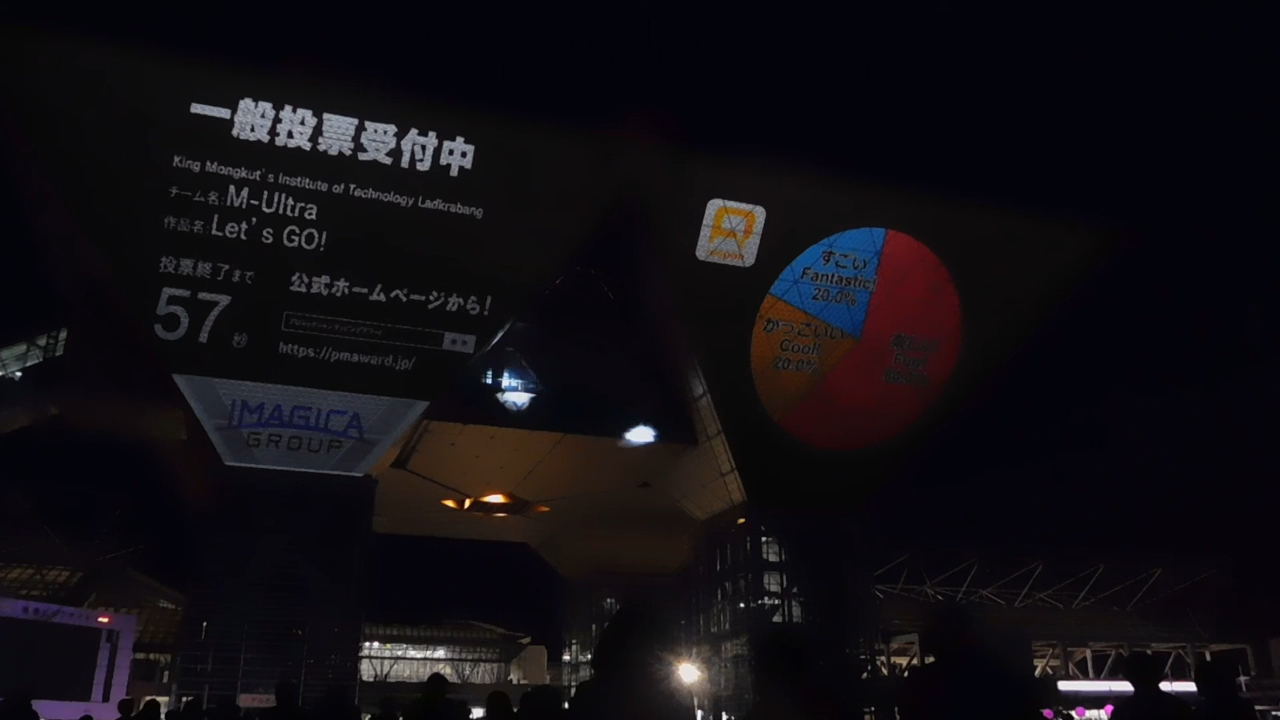 一般投票受付中
King Mongkut's Institute of Technology Ladkrabang
チーム名:M-Ultra
作品名:Let's GO!
投票終了まで
57秒
公式ホームページから!
https://pmaward.jp/
IMAGICA
GROUP
すごい
Fantastic!
20.0%
かっこいい
Cool!
20.0%